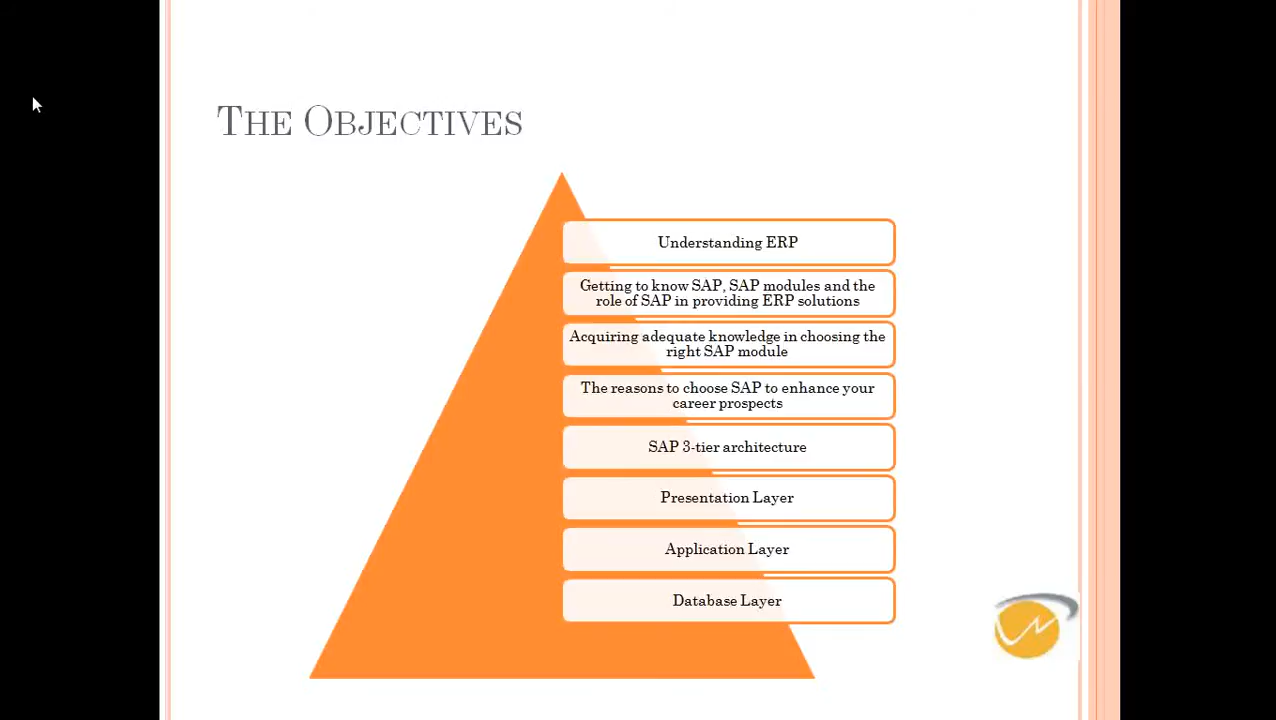 THE OBJECTIVES
Understanding ERP
Getting to know SAP, SAP modules and the
role of SAP in providing ERP solutions
Acquiring adequate knowledge in choosing the
right SAP module
The reasons to choose SAP to enhance your
career prospects
SAP 3-tier architecture
Presentation Layer
Application Layer
Database Layer